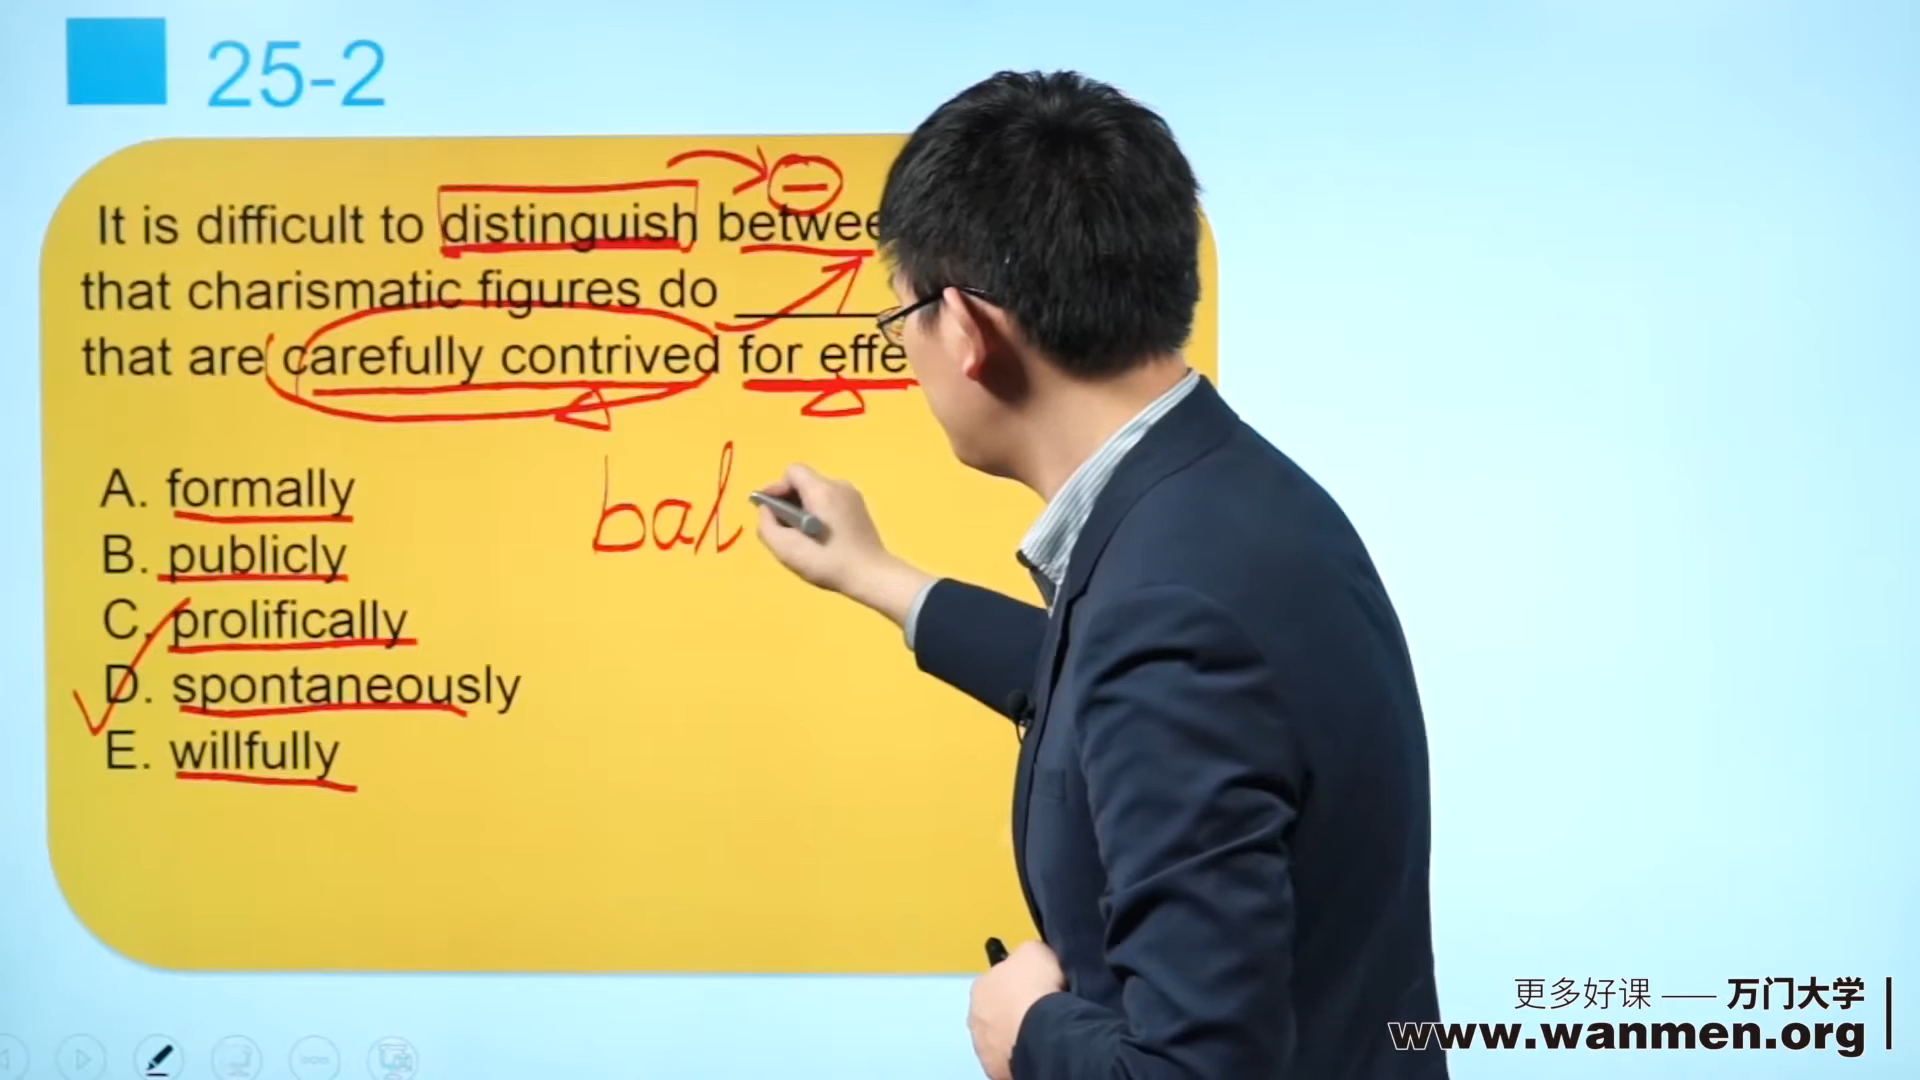 25-2
It is difficult to distinguish betwee
that charismatic figures do
that are carefully contrived for effe
A. formally
B. publicly
C. prolifically
D. spontaneously
E. willfully
bal
更多好课 —— 万门大学
www.wanmen.org